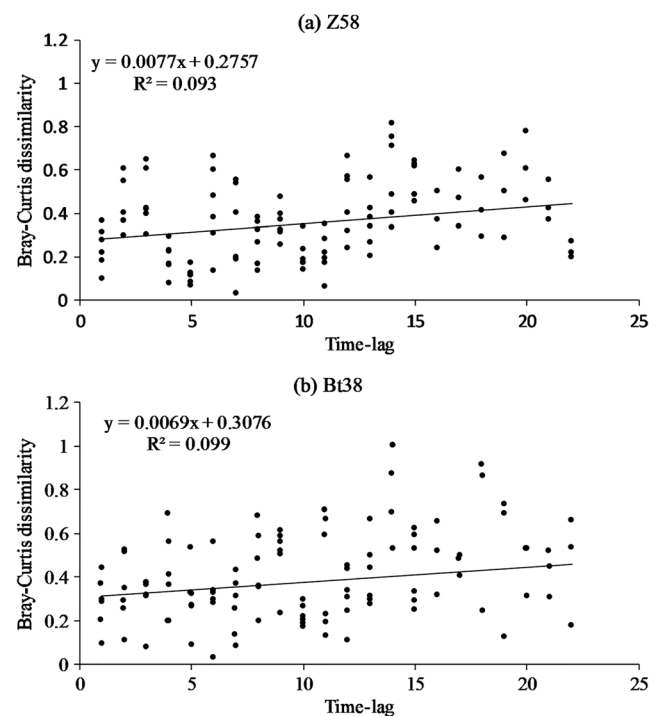 (a) Z58
1.2
y = 0.0077x + 0.2757
R² = 0.093
1
0.8
0.6
0.4
0.2
0
Bray-Curtis dissimilarity
0 5 10 15 20 25
Time-lag
(b) Bt38
1.2
y = 0.0069x + 0.3076
R² = 0.099
1
0.8
0.6
0.4
0.2
0
Bray-Curtis dissimilarity
0 5 10 15 20 25
Time-lag